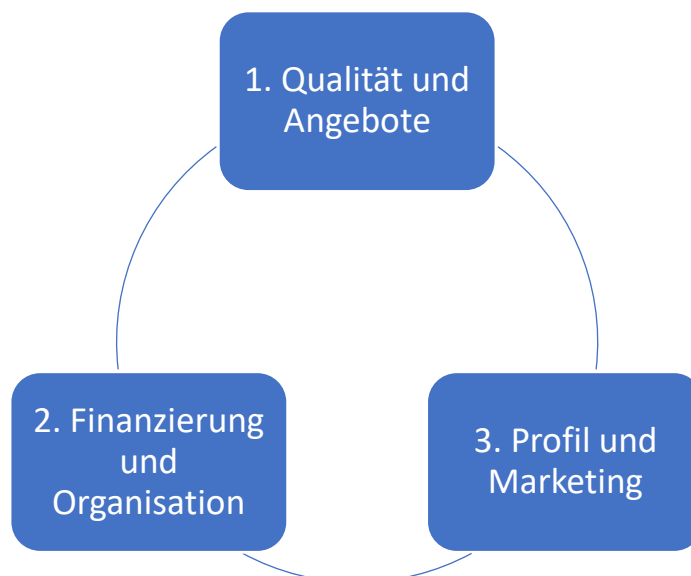 1. Qualität und
Angebote
2. Finanzierung
und
Organisation
3. Profil und
Marketing